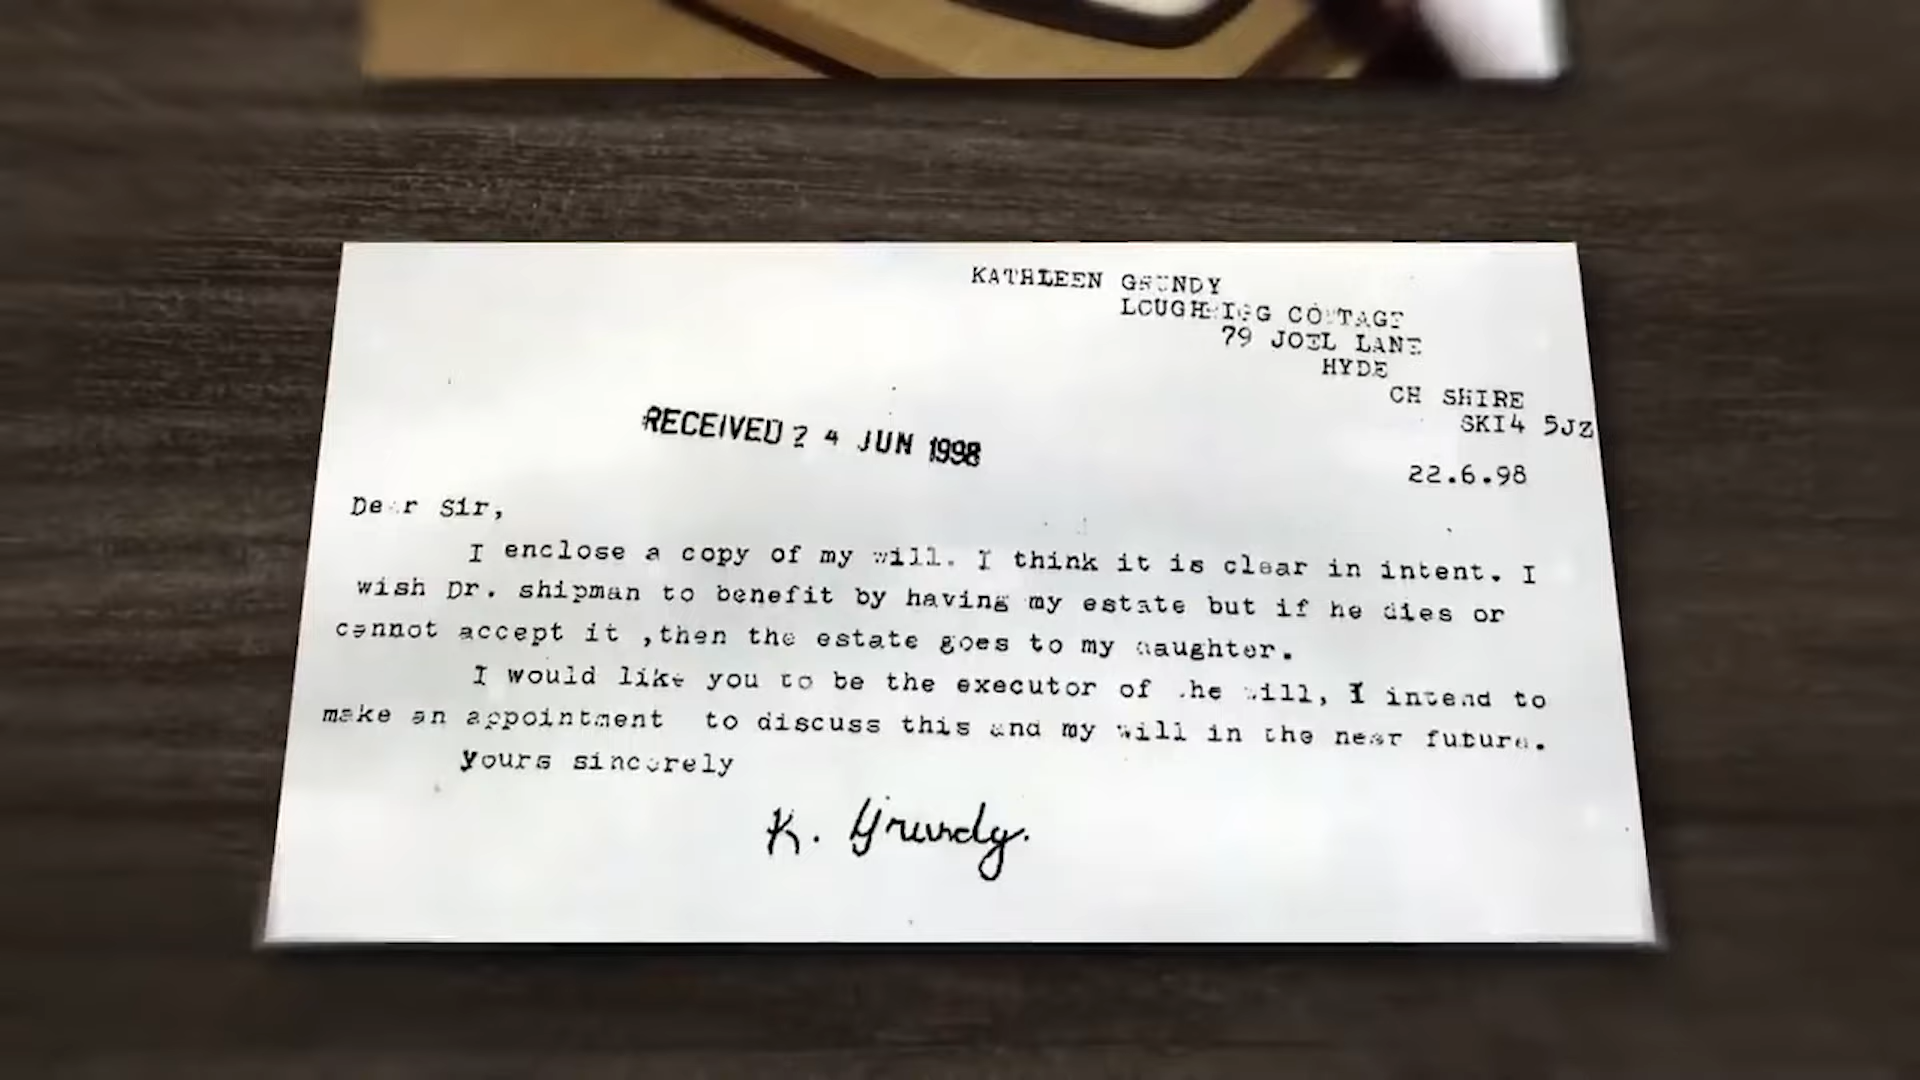 KATHLEEN GRUNDY
LOUGHRIGG COTTAGE
79 JOEL LANE
HYDE
CH SHIRE
SKI4 5JZ
RECEIVED 24 JUN 1998
22.6.98
Dear Sir,
I enclose a copy of my will. I think it is clear in intent. I
wish Dr. shipman to benefit by having my estate but if he dies or
cannot accept it ,then the estate goes to my daughter.
I would like you to be the executor of the will, I intend to
make an appointment to discuss this and my will in the near future.
yours sincerely
K. Grundy.